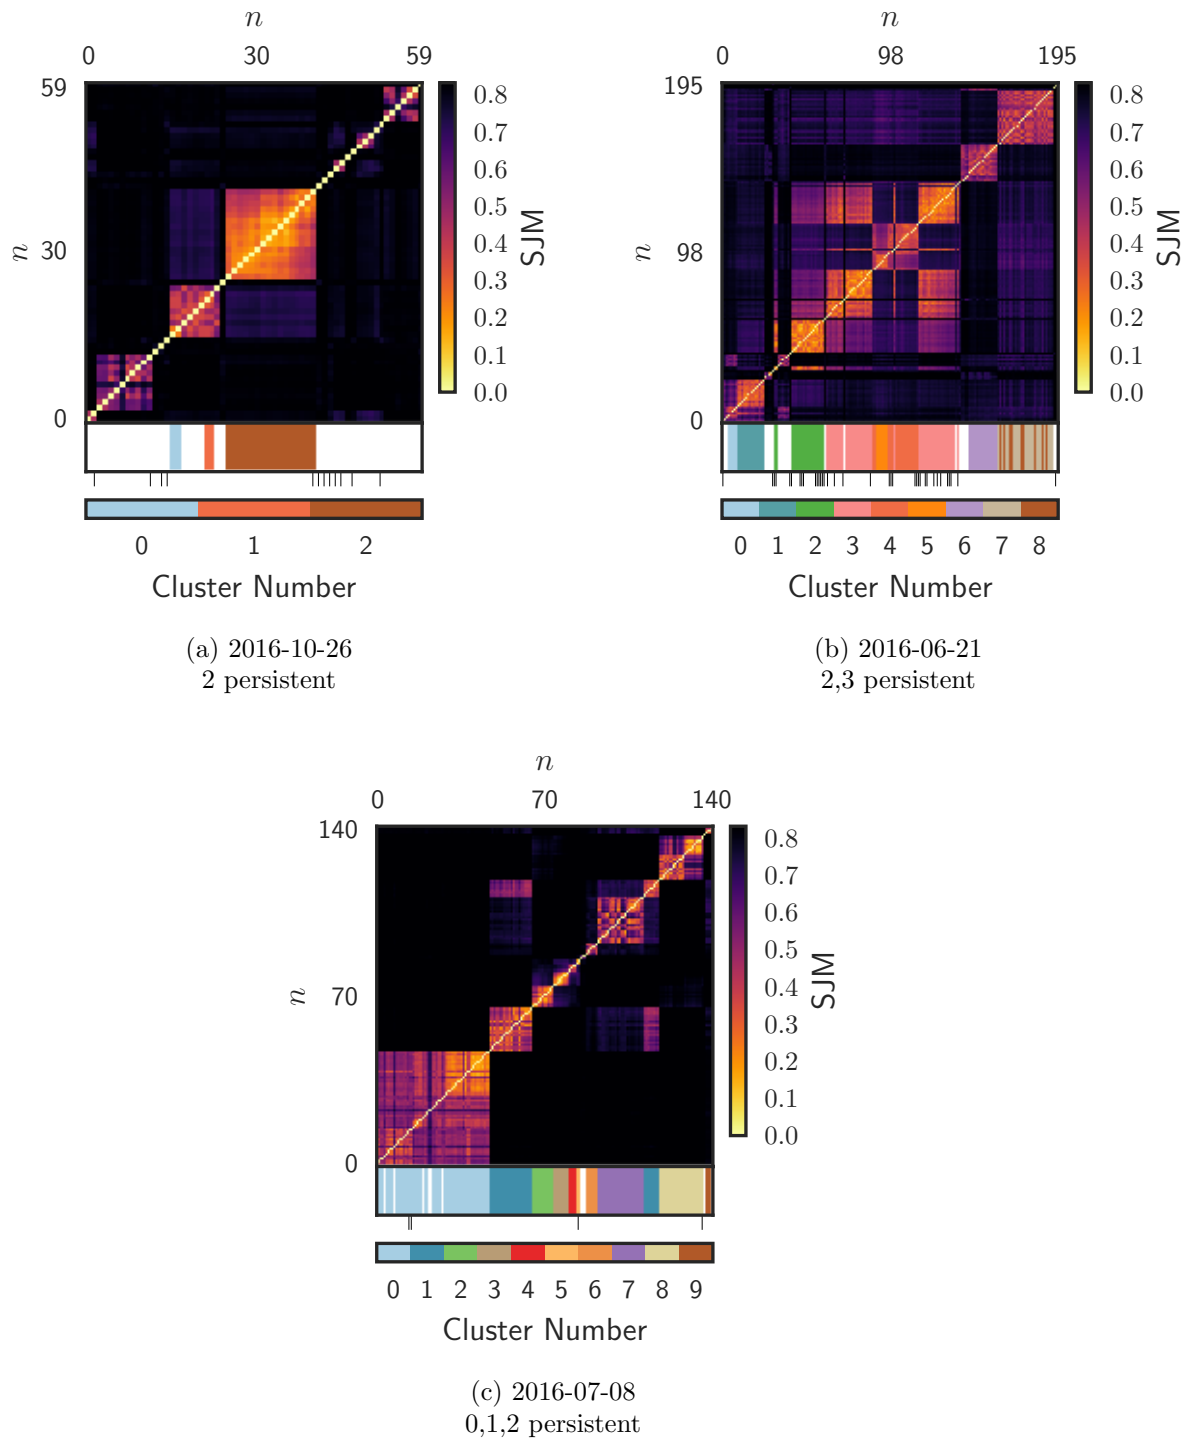 n
0 30 59
59
30
0
n
0.8
0.7
0.6
0.5
0.4
0.3
0.2
0.1
0.0
SJM
0 1 2
Cluster Number
(a) 2016-10-26
2 persistent
n
0 98 195
195
98
0
n
0.8
0.7
0.6
0.5
0.4
0.3
0.2
0.1
0.0
SJM
0 1 2 3 4 5 6 7 8
Cluster Number
(b) 2016-06-21
2,3 persistent
n
0 70 140
140
70
0
n
0.8
0.7
0.6
0.5
0.4
0.3
0.2
0.1
0.0
SJM
0 1 2 3 4 5 6 7 8 9
Cluster Number
(c) 2016-07-08
0,1,2 persistent